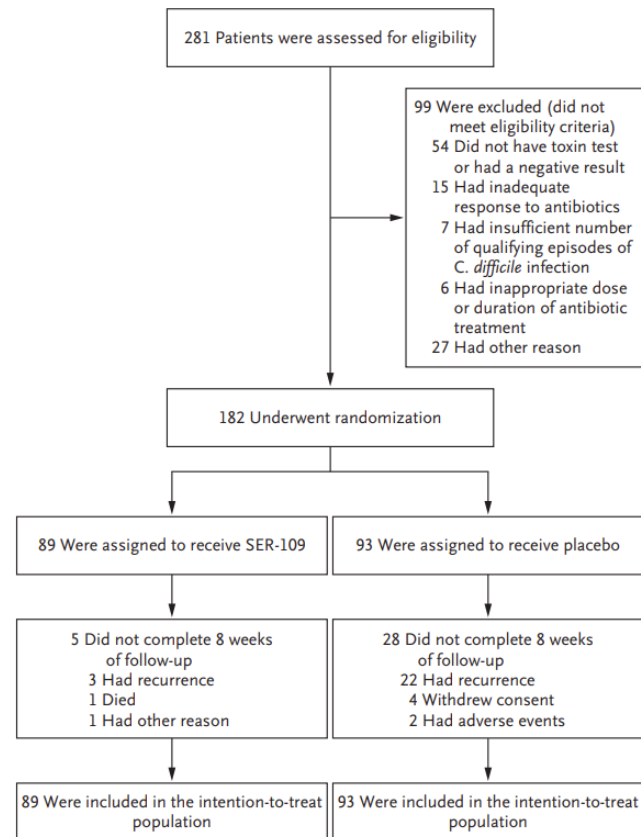 281 Patients were assessed for eligibility
99 Were excluded (did not
meet eligibility criteria)
54 Did not have toxin test
or had a negative result
15 Had inadequate
response to antibiotics
7 Had insufficient number
of qualifying episodes of
C. difficile infection
6 Had inappropriate dose
or duration of antibiotic
treatment
27 Had other reason
182 Underwent randomization
89 Were assigned to receive SER-109
93 Were assigned to receive placebo
5 Did not complete 8 weeks
of follow-up
3 Had recurrence
1 Died
1 Had other reason
28 Did not complete 8 weeks
of follow-up
22 Had recurrence
4 Withdrew consent
2 Had adverse events
89 Were included in the intention-to-treat
population
93 Were included in the intention-to-treat
population